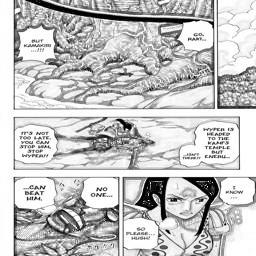 GO,
RAKI...
BUT
KAMAKIRI
...!!!
WYPER IS
HEADED
TO THE
KAMI'S
TEMPLE
BUT
ENERU...
...ISN'T
THERE!!
IT'S NOT
TOO LATE.
YOU CAN
STOP HIM,
STOP
WYPER!!
NO
ONE...
...CAN
BEAT
HIM,
I
KNOW
...
SO
PLEASE...
HUSH!